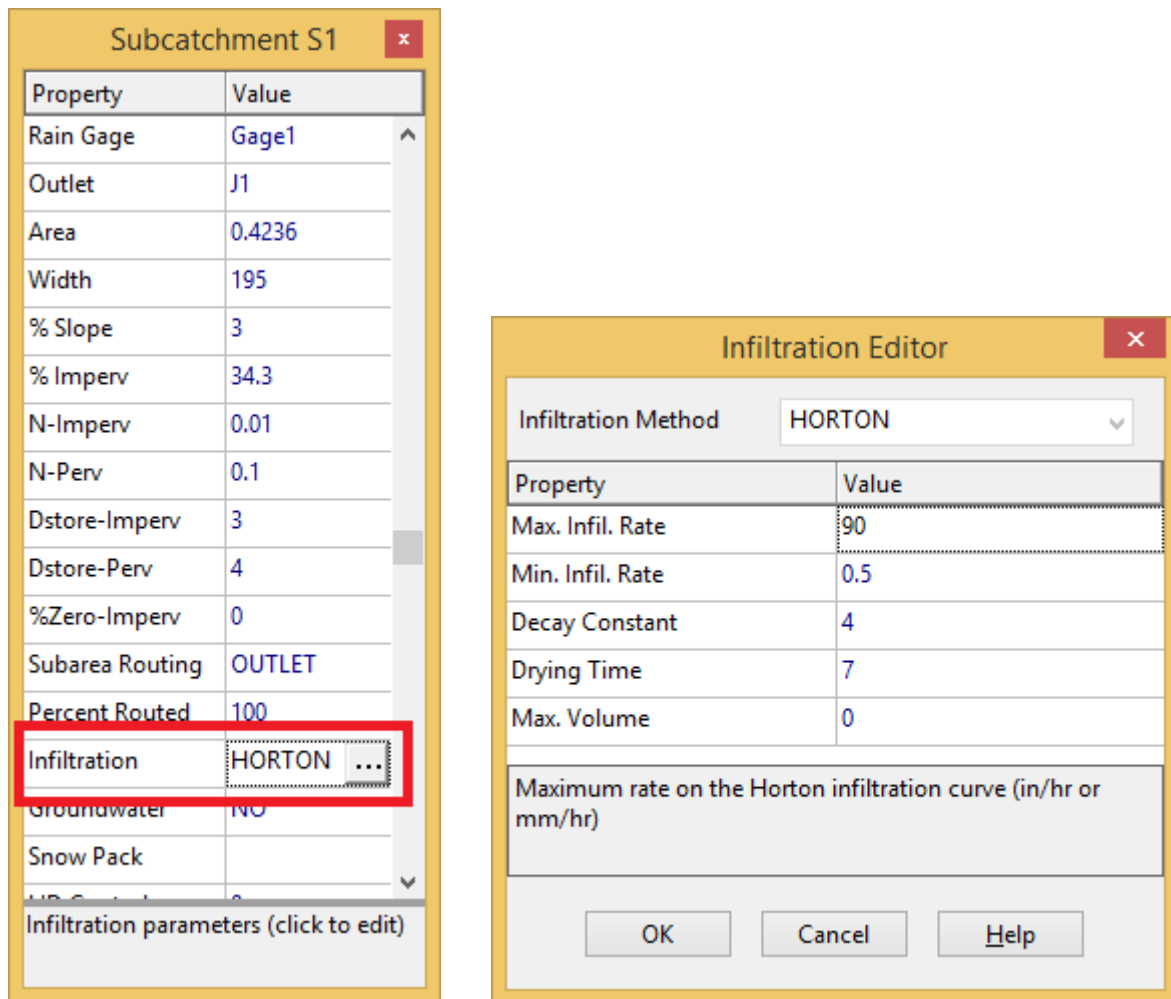 Subcatchment S1 x
Property Value
Rain Gage Gage1
Outlet J1
Area 0.4236
Width 195
% Slope 3
% Imperv 34.3
N-Imperv 0.01
N-Perv 0.1
Dstore-Imperv 3
Dstore-Perv 4
%Zero-Imperv 0
Subarea Routing OUTLET
Percent Routed 100
Infiltration HORTON ...
Groundwater NO
Snow Pack
Infiltration parameters (click to edit)
Infiltration Editor ×
Infiltration Method HORTON
Property Value
Max. Infil. Rate 90
Min. Infil. Rate 0.5
Decay Constant 4
Drying Time 7
Max. Volume 0
Maximum rate on the Horton infiltration curve (in/hr or
mm/hr)
OK Cancel Help